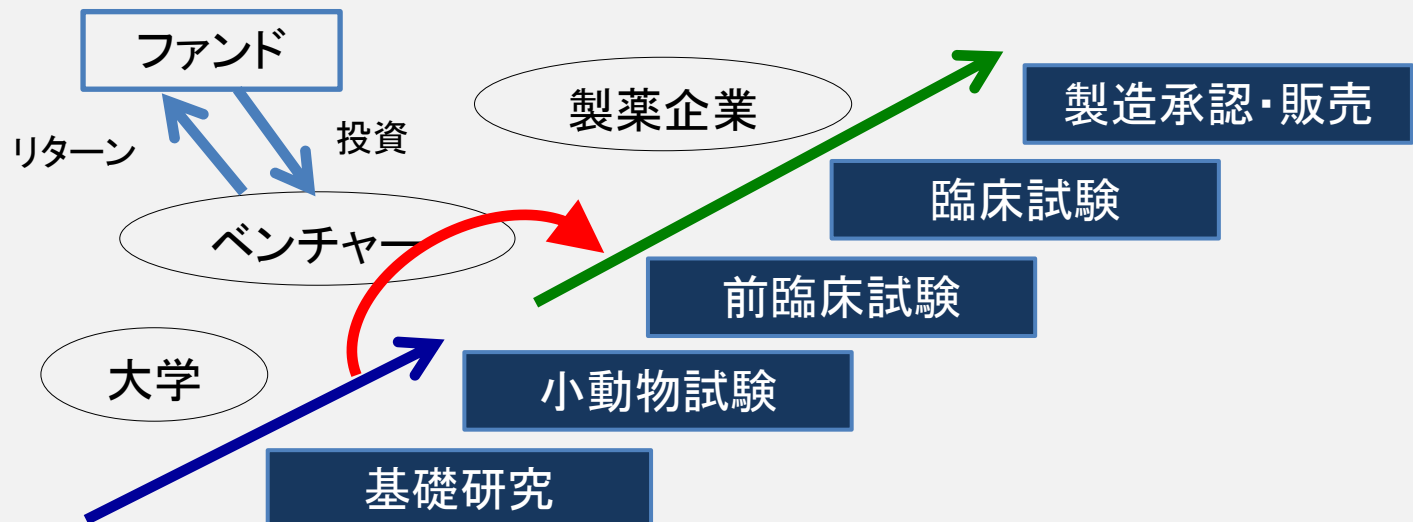 ファンド
製薬企業
製造承認・販売
リターン
投資
臨床試験
ベンチャー
前臨床試験
大学
小動物試験
基礎研究